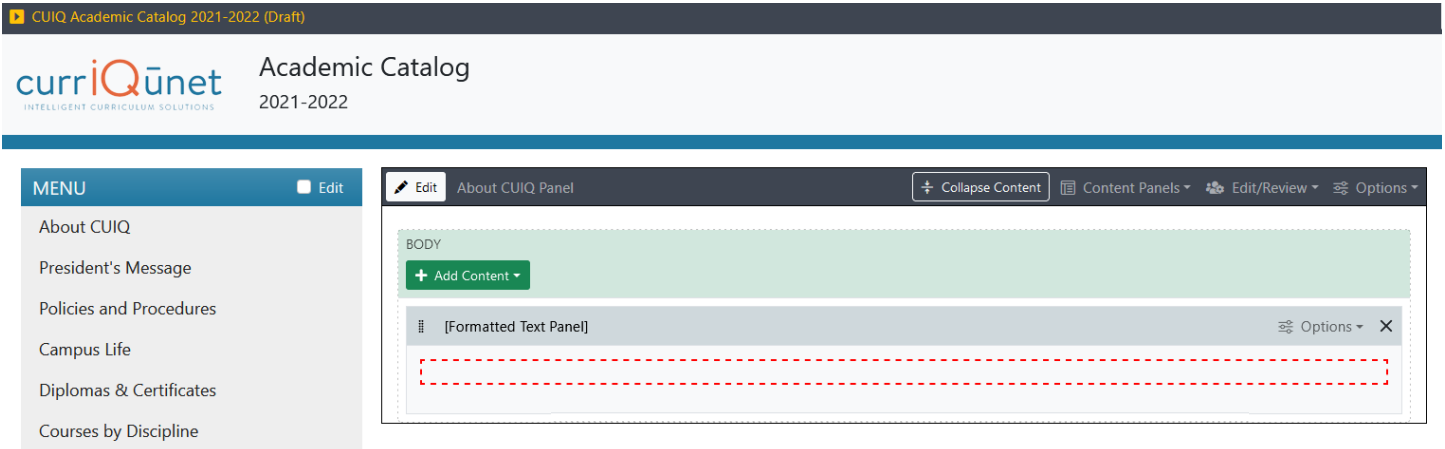 CUIQ Academic Catalog 2021-2022 (Draft)
currIQūnet
INTELLIGENT CURRICULUM SOLUTIONS
Academic Catalog
2021-2022
MENU
Edit
About CUIQ
President's Message
Policies and Procedures
Campus Life
Diplomas & Certificates
Courses by Discipline
Edit About CUIQ Panel Collapse Content Content Panels Edit/Review Options
BODY
Add Content
[Formatted Text Panel] Options